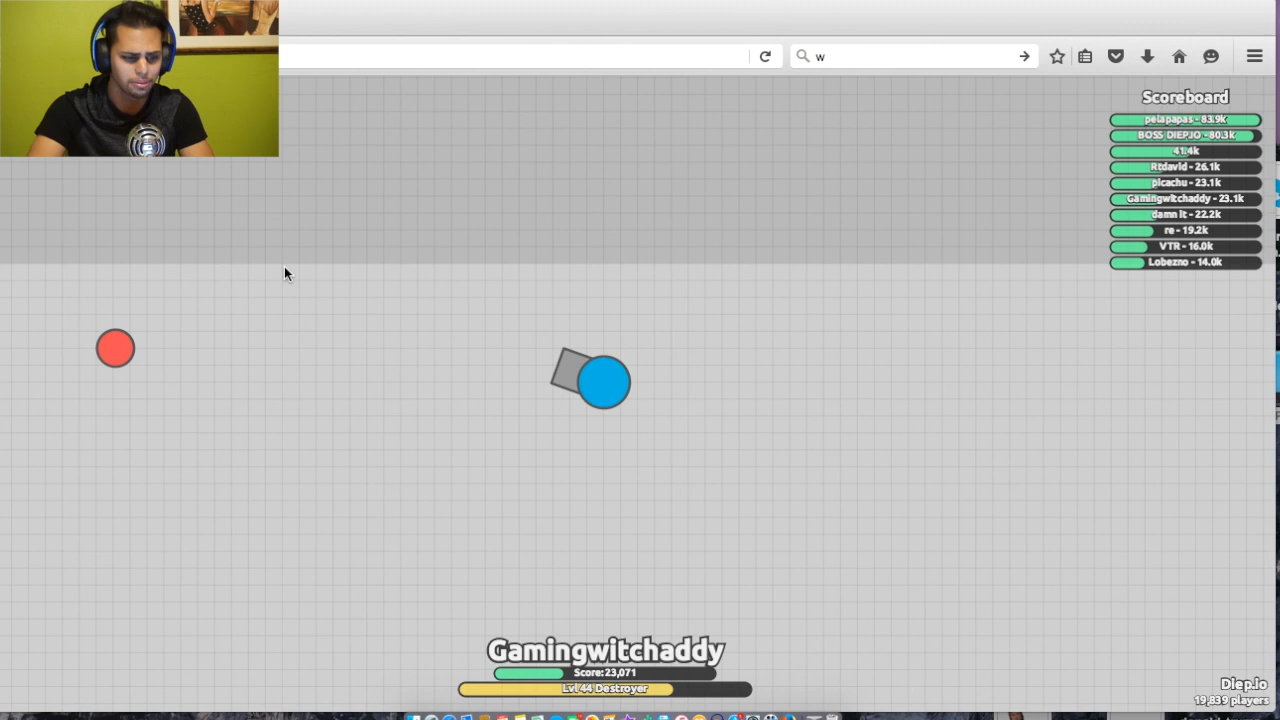 w
Scoreboard
pelapapas - 83.9k
BOSS DIEPJO - 80.3k
41.4k
Rtdavid - 26.1k
picachu - 23.1k
Gamingwitchaddy - 23.1k
damn it - 22.2k
re - 19.2k
VTR - 16.0k
Lobezno - 14.0k
Gamingwitchaddy
Score: 23,071
Lvl 44 Destroyer
Diep.io
19,839 players